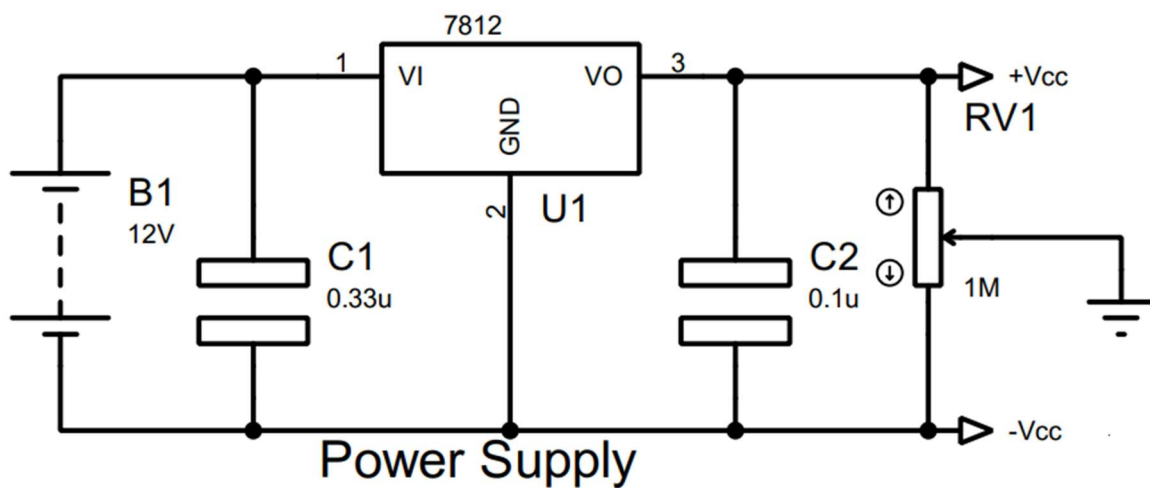 7812
1
VI
VO
3
+Vcc
RV1
GND
B1
12V
2
U1
C1
0.33u
C2
0.1u
1M
-Vcc
Power Supply